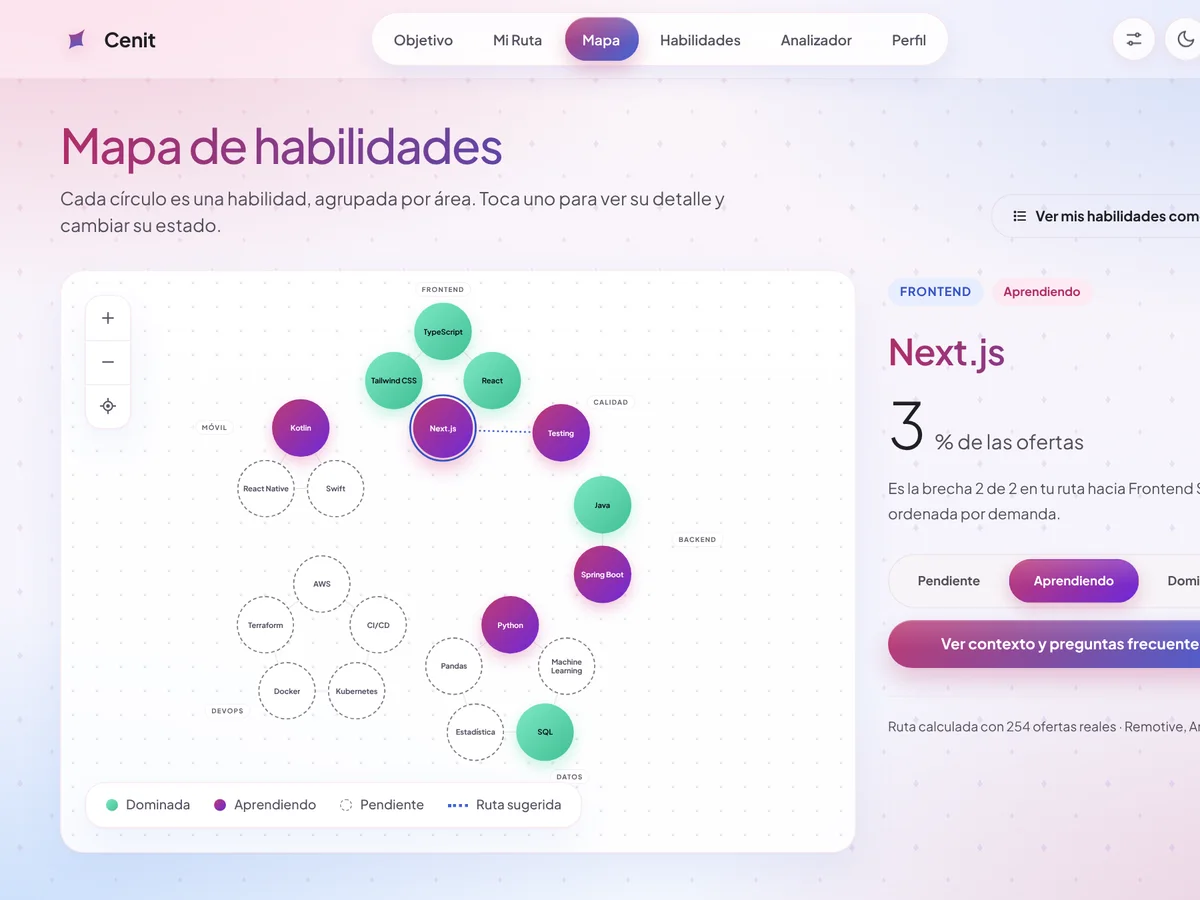 Cenit
Objetivo
Mi Ruta
Mapa
Habilidades
Analizador
Perfil
Mapa de habilidades
Cada círculo es una habilidad, agrupada por área. Toca uno para ver su detalle y
cambiar su estado.
Ver mis habilidades com
FRONTEND
TypeScript
Tailwind CSS
React
CALIDAD
MÓVIL
Kotlin
Next.js
Testing
React Native
Swift
Java
BACKEND
Spring Boot
AWS
Terraform
CI/CD
Python
Pandas
Machine
Learning
Docker
Kubernetes
DEVOPS
Estadística
SQL
DATOS
Dominada
Aprendiendo
Pendiente
Ruta sugerida
FRONTEND
Aprendiendo
Next.js
3 % de las ofertas
Es la brecha 2 de 2 en tu ruta hacia Frontend S
ordenada por demanda.
Pendiente
Aprendiendo
Domi
Ver contexto y preguntas frecuente
Ruta calculada con 254 ofertas reales · Remotive, Ar